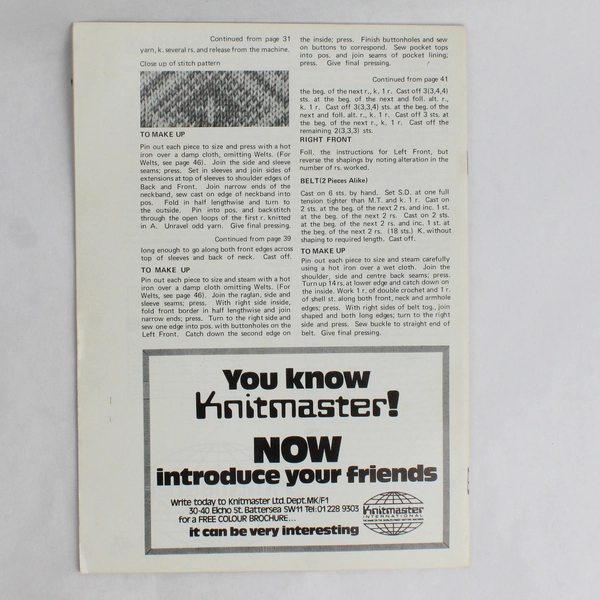 Continued from page 31
yarn, k. several rs. and release from the machine.
Close up of stitch pattern
TO MAKE UP
Pin out each piece to size and press with a hot
iron over a damp cloth, omitting Welts. (For
Welts, see page 46). Join the side and sleeve
seams; press. Set in sleeves and join sides of
extensions at top of sleeves to shoulder edges of
Back and Front. Join narrow ends of the
neckband, sew cast on edge of neckband into
pos. Fold in half lengthwise and turn to
the outside. Pin into pos. and backstitch
through the open loops of the first r. knitted
in A. Unravel odd yarn. Give final pressing.
Continued from page 39
long enough to go along both front edges across
top of sleeves and back of neck. Cast off.
TO MAKE UP
Pin out each piece to size and steam with a hot
iron over a damp cloth, omitting Welts. (For
Welts, see page 46). Join the raglan, side and
sleeve seams; press. With right side inside,
fold front border in half lengthwise and join
narrow ends; press. Turn to the right side and
sew one edge into pos. with buttonholes on the
Left Front. Catch down the second edge on
the inside; press. Finish buttonholes and sew
on buttons to correspond. Sew pocket tops
into pos. and join seams of pocket lining;
press. Give final pressing.
Continued from page 41
the beg. of the next r., k. 1 r. Cast off 3(3,4,4)
sts. at the beg. of the next and foll. alt. r.,
k. 1 r. Cast off 3(3,3,4) sts. at the beg. of the
next and foll. alt. r., k. 1 r. Cast off 3 sts. at
the beg. of the next r., k. 1 r. Cast off the
remaining 2(3,3,3) sts.
RIGHT FRONT
Foll. the instructions for Left Front, but
reverse the shapings by noting alteration in the
number of rs. worked.
BELT (2 Pieces Alike)
Cast on 6 sts. by hand. Set S.D. at one full
tension tighter than M.T. and k. 1 r. Cast on
2 sts. at the beg. of the next 2 rs. and inc. 1 st.
at the beg. of the next 2 rs. Cast on 2 sts.
at the beg. of the next 2 rs. and inc. 1 st. at
the beg. of the next 2 rs. (18 sts.) K. without
shaping to required length. Cast off.
TO MAKE UP
Pin out each piece to size and steam carefully
using a hot iron over a wet cloth. Join the
shoulder, side and centre back seams; press.
Turn up 14 rs. at lower edge and catch down on
the inside. Work 1 r. of double crochet and 1 r.
of shell st. along both front, neck and armhole
edges; press. With right sides of belt tog., join
shaped and both long edges; turn to the right
side and press. Sew buckle to straight end of
belt. Give final pressing.
You know
Knitmaster!
NOW
introduce your friends
Write today to Knitmaster Ltd. Dept. MK/F1
30-40 Elcho St. Battersea SW11 Tel: 01 228 9303
for a FREE COLOUR BROCHURE...
it can be very interesting
Knitmaster
INTERNATIONAL